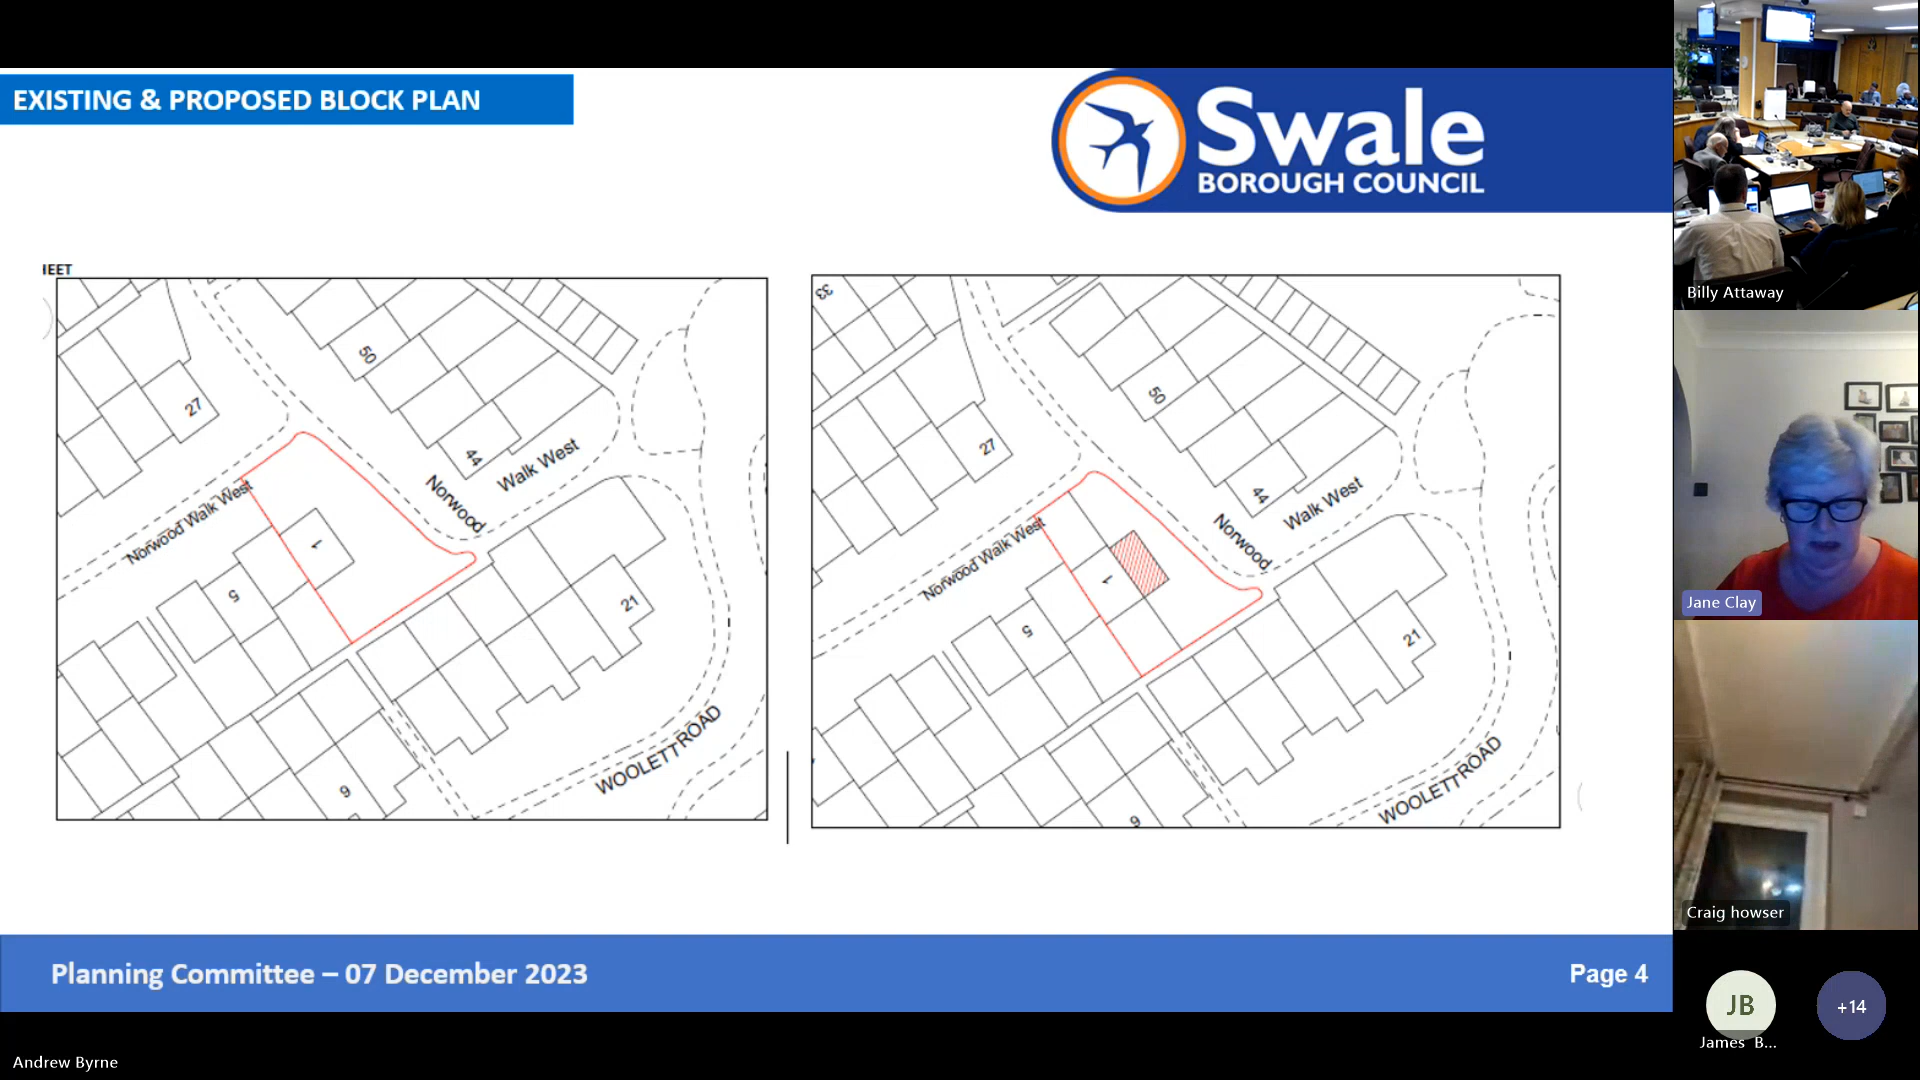 EXISTING & PROPOSED BLOCK PLAN
Swale
BOROUGH COUNCIL
IEET
50
27
44
Walk West
Norwood
Norwood Walk West
1
5
21
9
WOOLETT ROAD
33
50
27
44
Walk West
Norwood
Norwood Walk West
1
5
21
9
WOOLETT ROAD
Planning Committee – 07 December 2023
Page 4
Andrew Byrne
Billy Attaway
Jane Clay
Craig howser
JB
James B...
+14